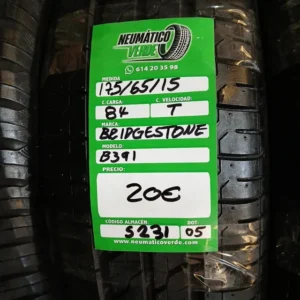 NEUMÁTICO
VERDE
614 20 35 98
MEDIDA
175/65/15
C. CARGA C VELOCIDAD:
84 T
MARCA:
BRIDGESTONE
MODELO:
B391
PRECIO:
20€
CÓDIGO ALMACÉN: DOT:
S231 05
www.neumaticoverde.com